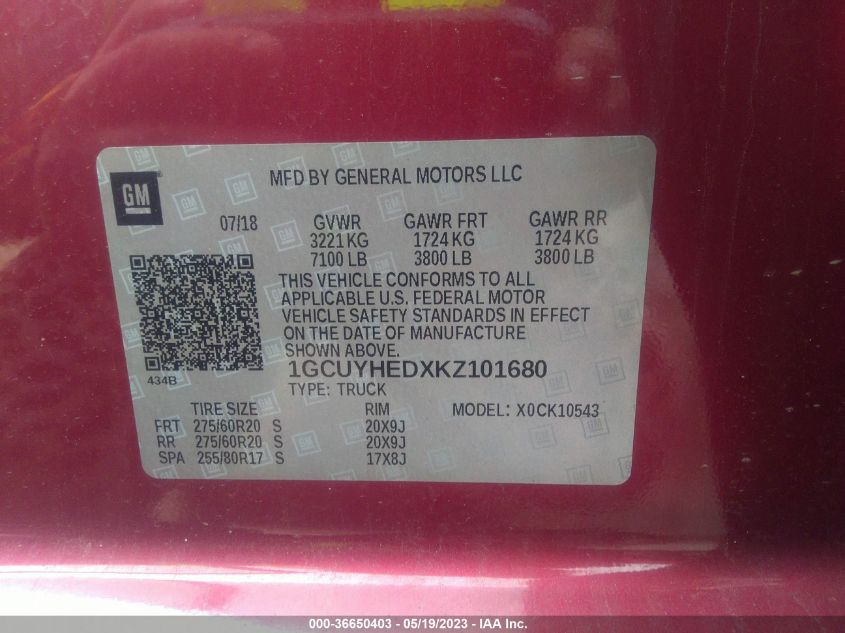 GM
MFD BY GENERAL MOTORS LLC
07/18 GVWR GAWR FRT GAWR RR
3221 KG 1724 KG 1724 KG
7100 LB 3800 LB 3800 LB
THIS VEHICLE CONFORMS TO ALL
APPLICABLE U.S. FEDERAL MOTOR
VEHICLE SAFETY STANDARDS IN EFFECT
ON THE DATE OF MANUFACTURE
SHOWN ABOVE.
434B 1GCUYHEDXKZ101680
TYPE: TRUCK
TIRE SIZE RIM MODEL: X0CK10543
FRT 275/60R20 S 20X9J
RR 275/60R20 S 20X9J
SPA 255/80R17 S 17X8J
000-36650403 - 05/19/2023 - IAA Inc.